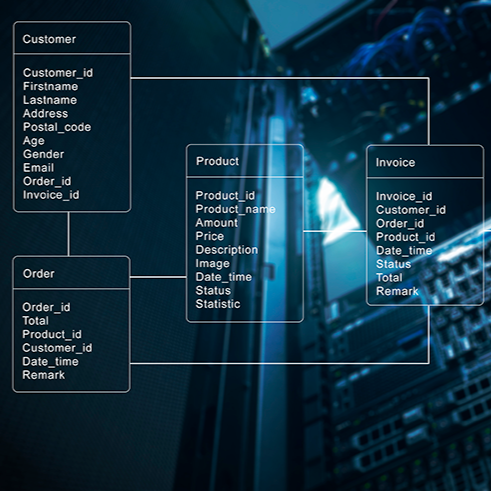 Customer
Customer_id
Firstname
Lastname
Address
Postal_code
Age
Gender
Email
Order_id
Invoice_id
Product
Product_id
Product_name
Amount
Price
Description
Image
Date_time
Status
Statistic
Invoice
Invoice_id
Customer_id
Order_id
Product_id
Date_time
Status
Total
Remark
Order
Order_id
Total
Product_id
Customer_id
Date_time
Remark